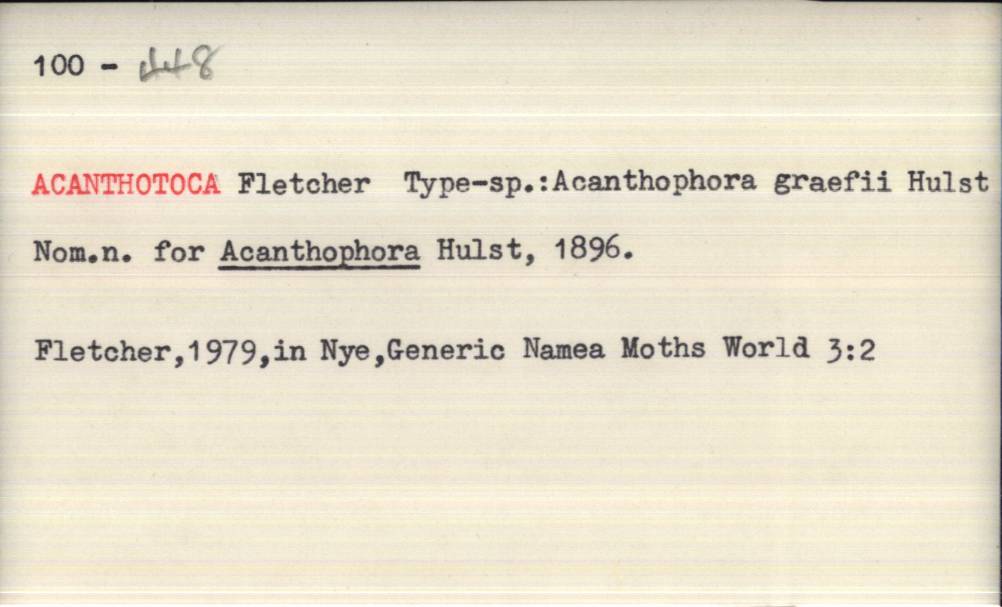 100 - 448
ACANTHOTOCA Fletcher Type-sp.:Acanthophora graefii Hulst
Nom.n. for Acanthophora Hulst, 1896.
Fletcher,1979,in Nye,Generic Namea Moths World 3:2